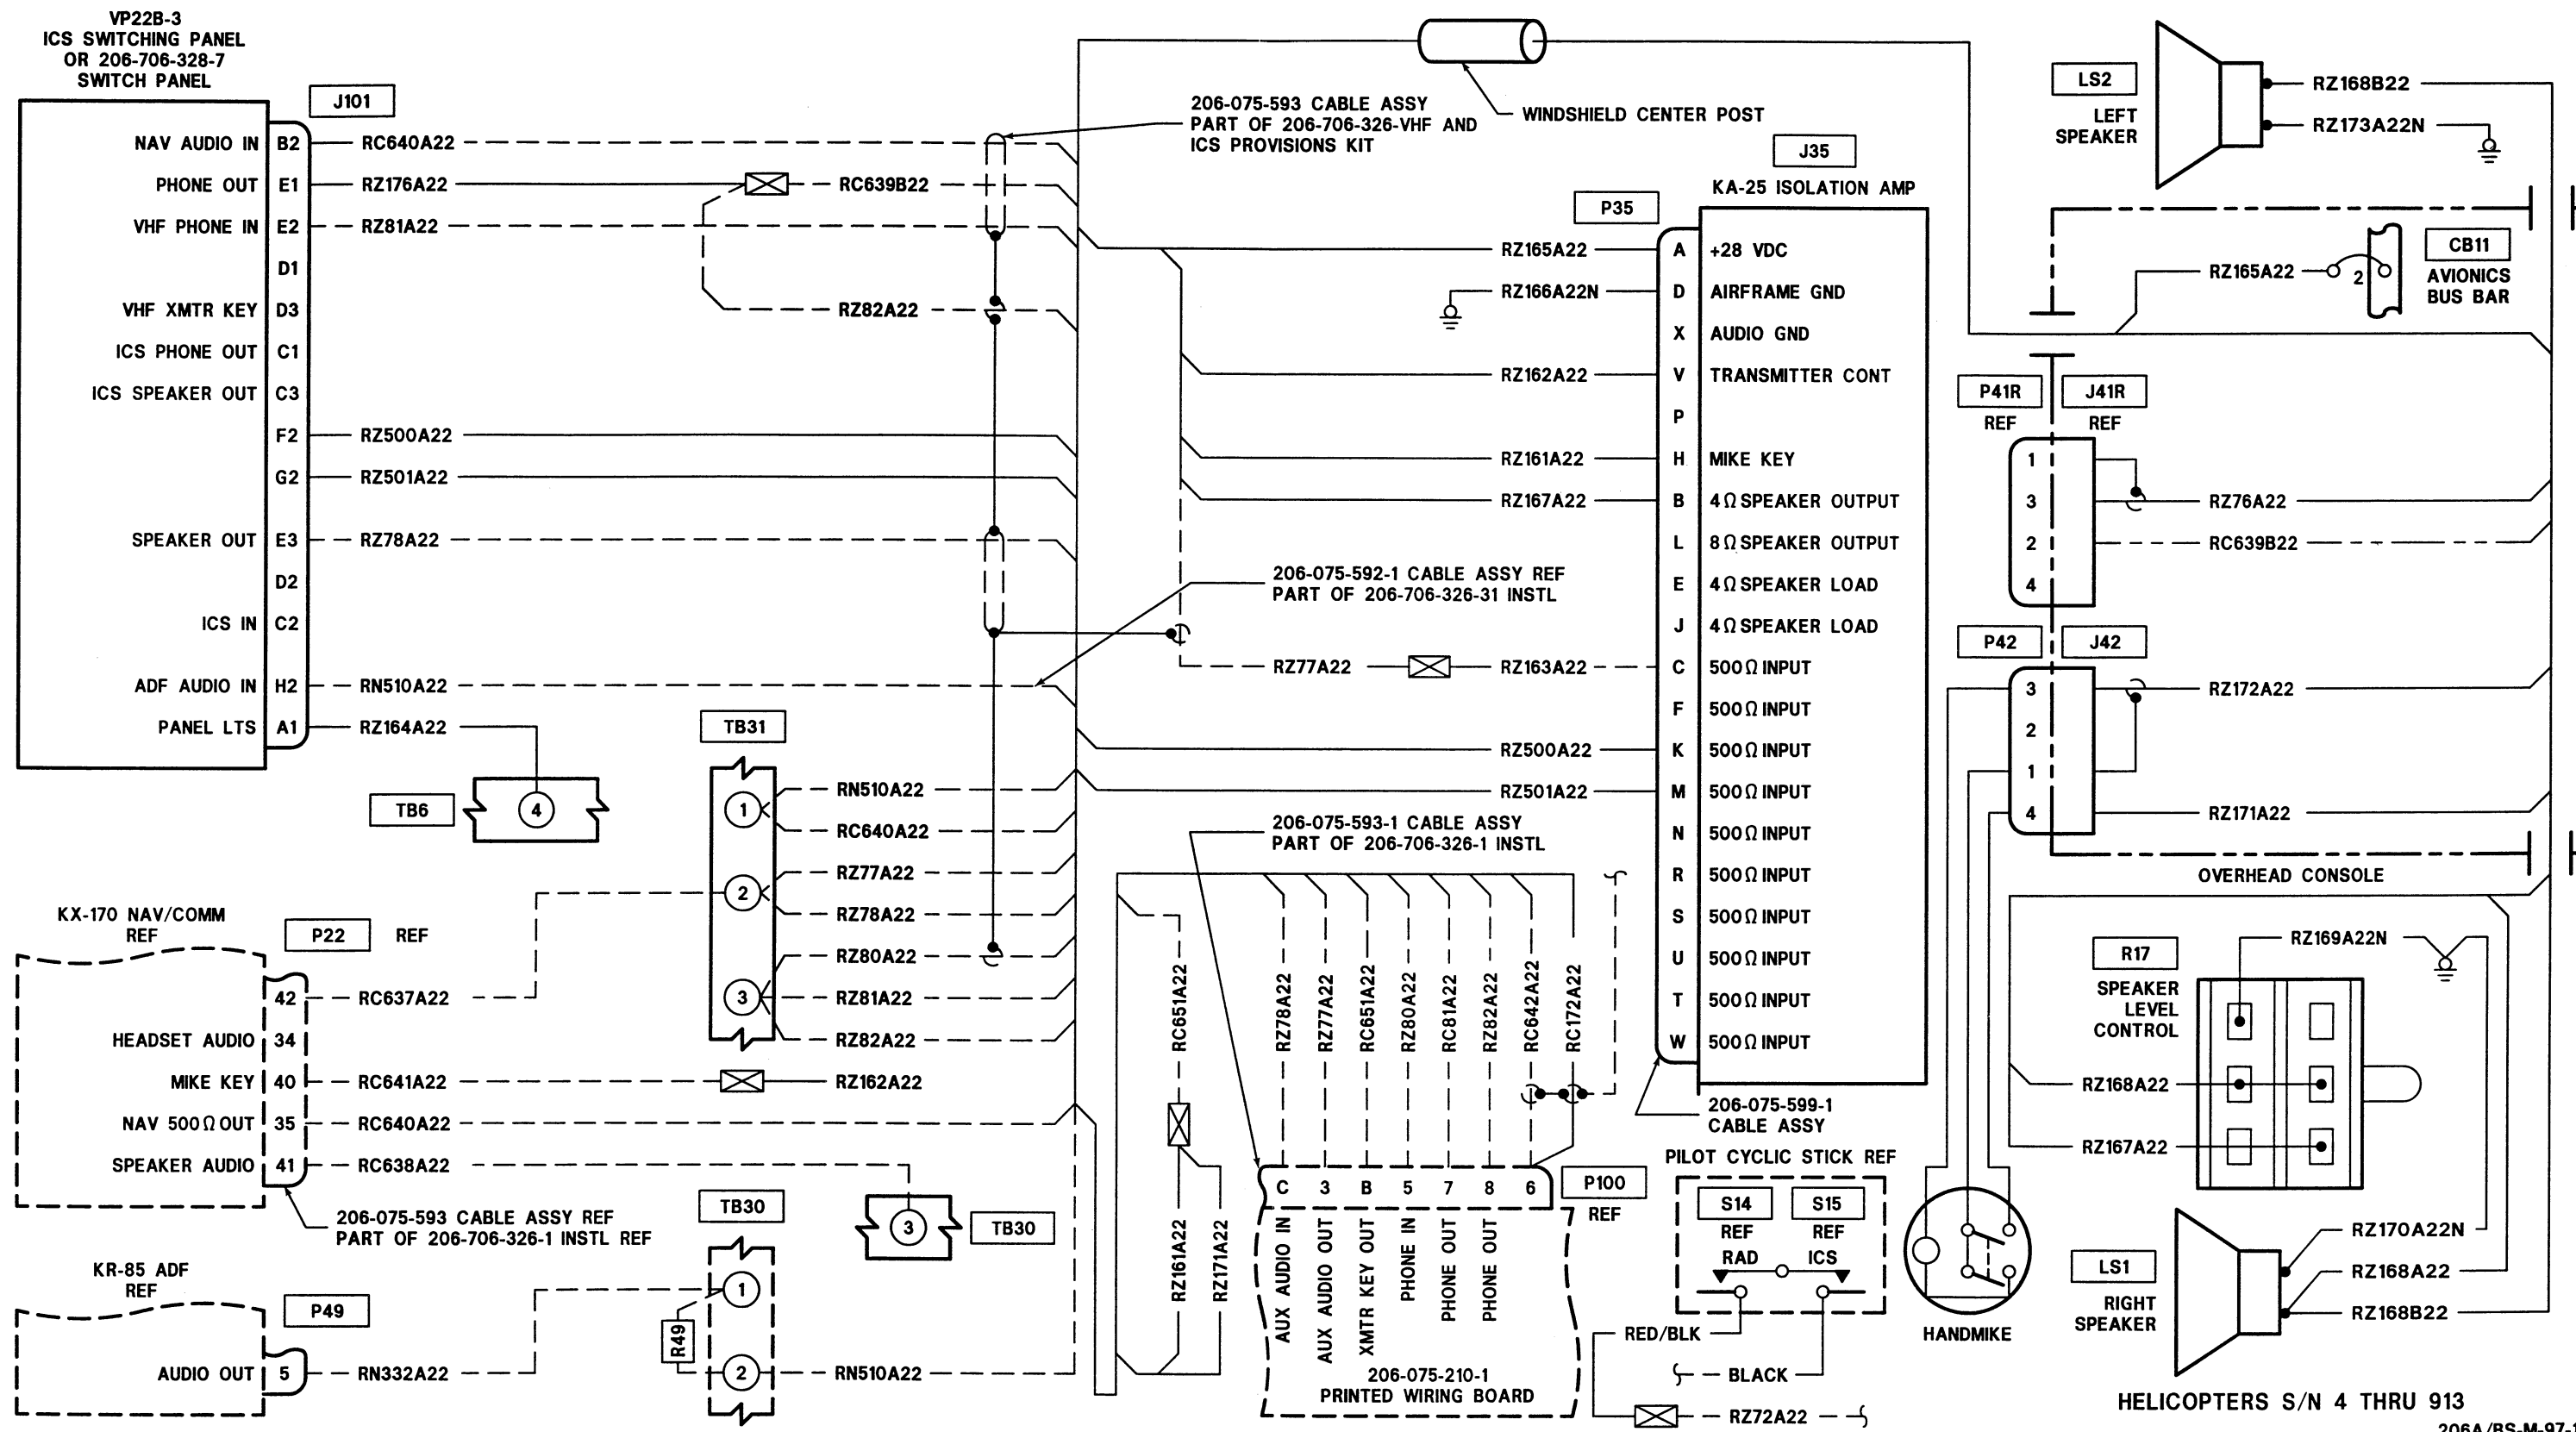 VP22B-3
ICS SWITCHING PANEL
OR 206-706-328-7
SWITCH PANEL
J101
NAV AUDIO IN B2 RC640A22
PHONE OUT E1 RZ176A22 RC639B22
VHF PHONE IN E2 RZ81A22
D1
VHF XMTR KEY D3 RZ82A22
ICS PHONE OUT C1
ICS SPEAKER OUT C3
F2 RZ500A22
G2 RZ501A22
SPEAKER OUT E3 RZ78A22
D2
ICS IN C2
ADF AUDIO IN H2 RN510A22
PANEL LTS A1 RZ164A22
TB6
4
206-075-593 CABLE ASSY
PART OF 206-706-326-VHF AND
ICS PROVISIONS KIT
WINDSHIELD CENTER POST
206-075-592-1 CABLE ASSY REF
PART OF 206-706-326-31 INSTL
TB31
1
RN510A22
RC640A22
2
RZ77A22
RZ78A22
RZ80A22
3
RZ81A22
RZ82A22
KX-170 NAV/COMM
REF
P22 REF
42 RC637A22
HEADSET AUDIO 34
MIKE KEY 40 RC641A22 RZ162A22
NAV 500Ω OUT 35 RC640A22
SPEAKER AUDIO 41 RC638A22
206-075-593 CABLE ASSY REF
PART OF 206-706-326-1 INSTL REF
3
TB30
KR-85 ADF
REF
P49
AUDIO OUT 5 RN332A22
TB30
1
R49
2
RN510A22
J35
KA-25 ISOLATION AMP
P35
RZ165A22 A +28 VDC
RZ166A22N D AIRFRAME GND
X AUDIO GND
RZ162A22 V TRANSMITTER CONT
P
RZ161A22 H MIKE KEY
RZ167A22 B 4Ω SPEAKER OUTPUT
L 8Ω SPEAKER OUTPUT
E 4Ω SPEAKER LOAD
J 4Ω SPEAKER LOAD
RZ77A22 RZ163A22 C 500Ω INPUT
F 500Ω INPUT
RZ500A22 K 500Ω INPUT
RZ501A22 M 500Ω INPUT
N 500Ω INPUT
R 500Ω INPUT
S 500Ω INPUT
U 500Ω INPUT
T 500Ω INPUT
W 500Ω INPUT
206-075-599-1
CABLE ASSY
206-075-593-1 CABLE ASSY
PART OF 206-706-326-1 INSTL
RC651A22
RZ78A22
RZ77A22
RC651A22
RZ80A22
RC81A22
RZ82A22
RC642A22
RC172A22
RZ161A22
RZ171A22
C 3 B 5 7 8 6
P100
REF
AUX AUDIO IN
AUX AUDIO OUT
XMTR KEY OUT
PHONE IN
PHONE OUT
PHONE OUT
206-075-210-1
PRINTED WIRING BOARD
PILOT CYCLIC STICK REF
S14
REF
RAD
S15
REF
ICS
RED/BLK
BLACK
RZ72A22
HANDMIKE
LS2
LEFT
SPEAKER
RZ168B22
RZ173A22N
CB11
AVIONICS
BUS BAR
RZ165A22
2
P41R
REF
J41R
REF
1
3 RZ76A22
2 RC639B22
4
P42
J42
3 RZ172A22
2
1
4 RZ171A22
OVERHEAD CONSOLE
R17
SPEAKER
LEVEL
CONTROL
RZ169A22N
RZ168A22
RZ167A22
LS1
RIGHT
SPEAKER
RZ170A22N
RZ168A22
RZ168B22
HELICOPTERS S/N 4 THRU 913